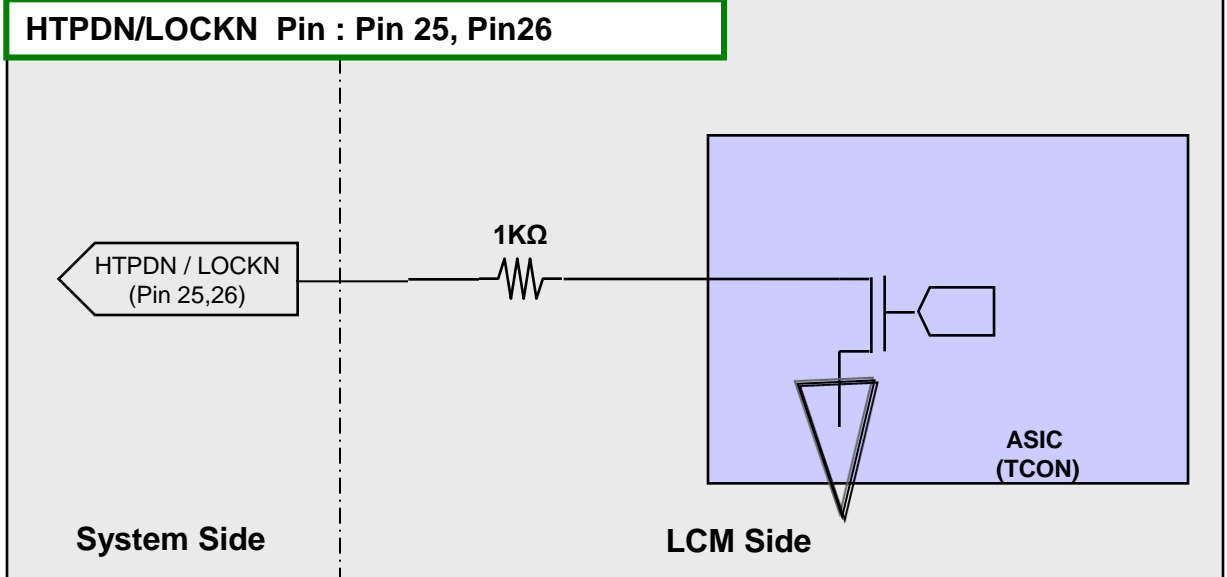 HTPDN/LOCKN Pin : Pin 25, Pin26
1KΩ
HTPDN / LOCKN
(Pin 25,26)
ASIC
(TCON)
System Side
LCM Side